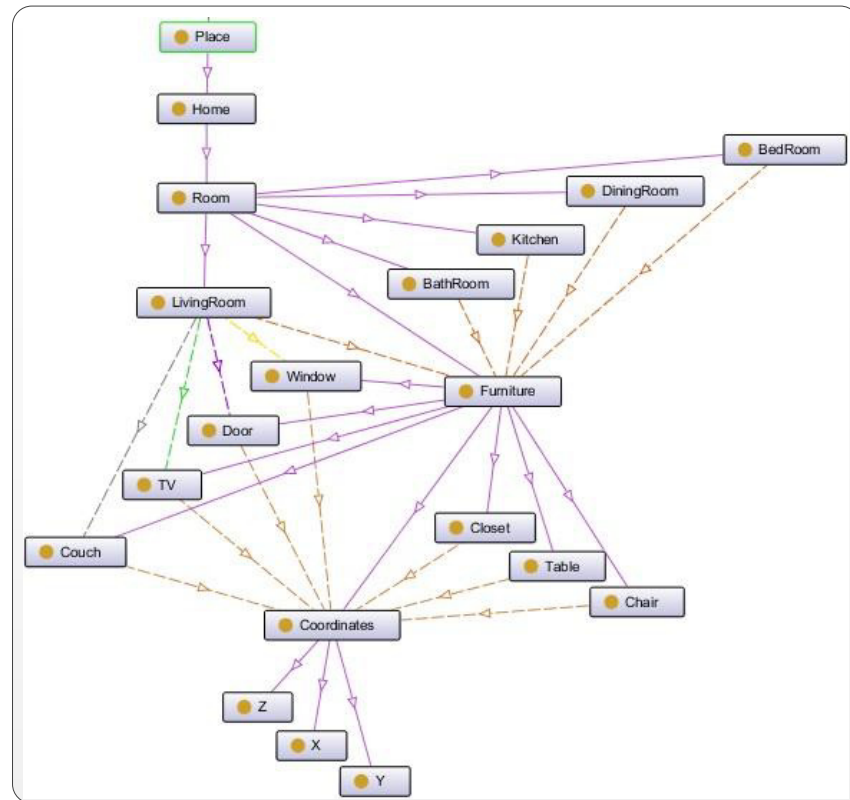 Place
Home
BedRoom
DiningRoom
Room
Kitchen
BathRoom
LivingRoom
Window
Furniture
Door
TV
Closet
Couch
Table
Chair
Coordinates
Z
X
Y